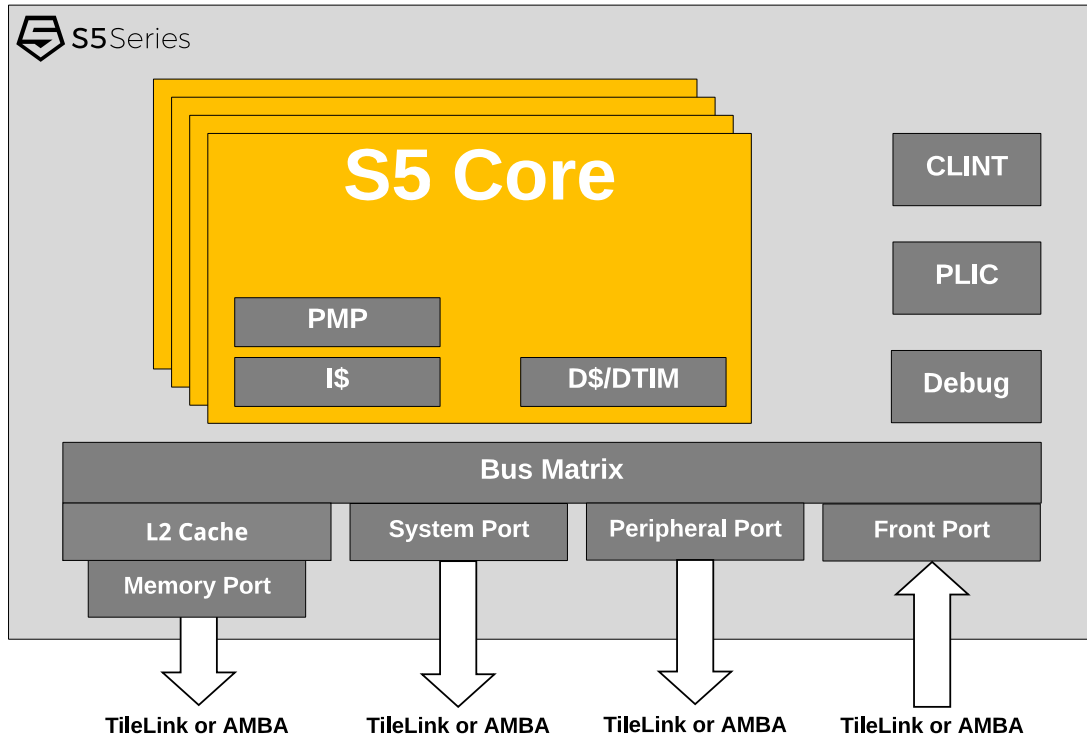 S5Series
S5 Core
CLINT
PLIC
PMP
I$
D$/DTIM
Debug
Bus Matrix
L2 Cache
System Port
Peripheral Port
Front Port
Memory Port
TileLink or AMBA
TileLink or AMBA
TileLink or AMBA
TileLink or AMBA